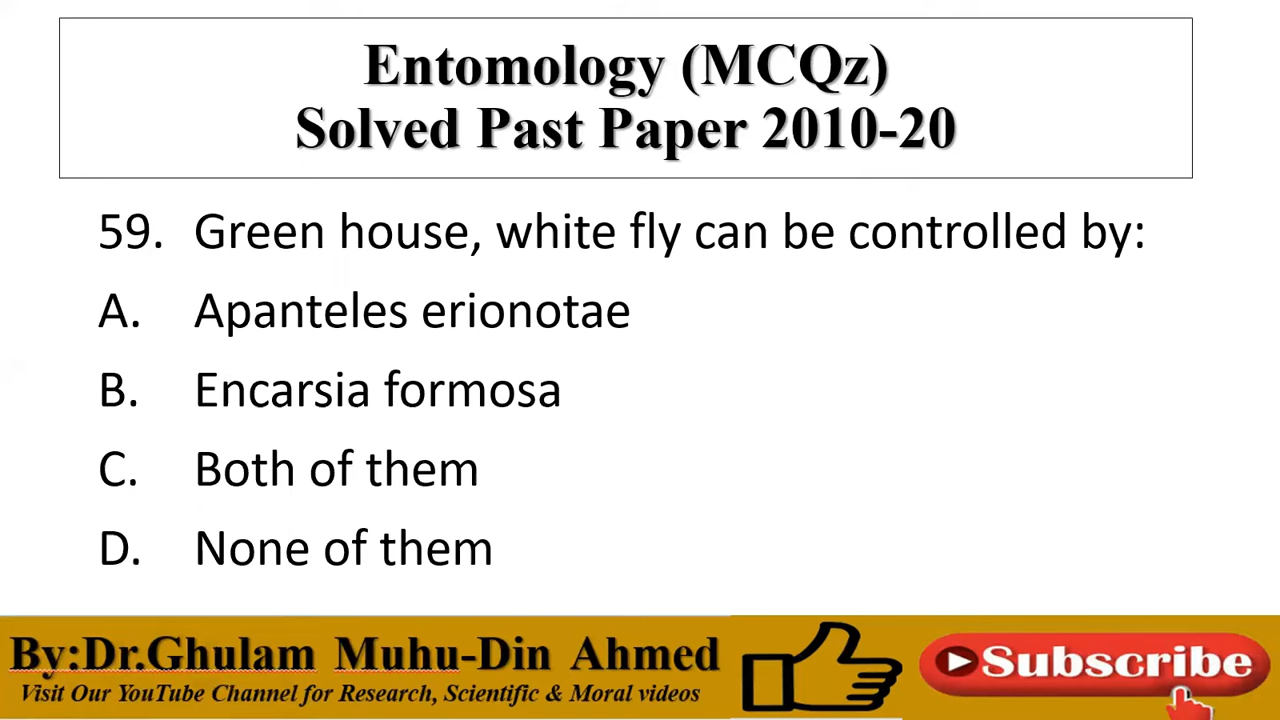 Entomology (MCQz)
Solved Past Paper 2010-20
59. Green house, white fly can be controlled by:
A. Apanteles erionotae
B. Encarsia formosa
C. Both of them
D. None of them
By:Dr.Ghulam Muhu-Din Ahmed
Visit Our YouTube Channel for Research, Scientific & Moral videos
Subscribe